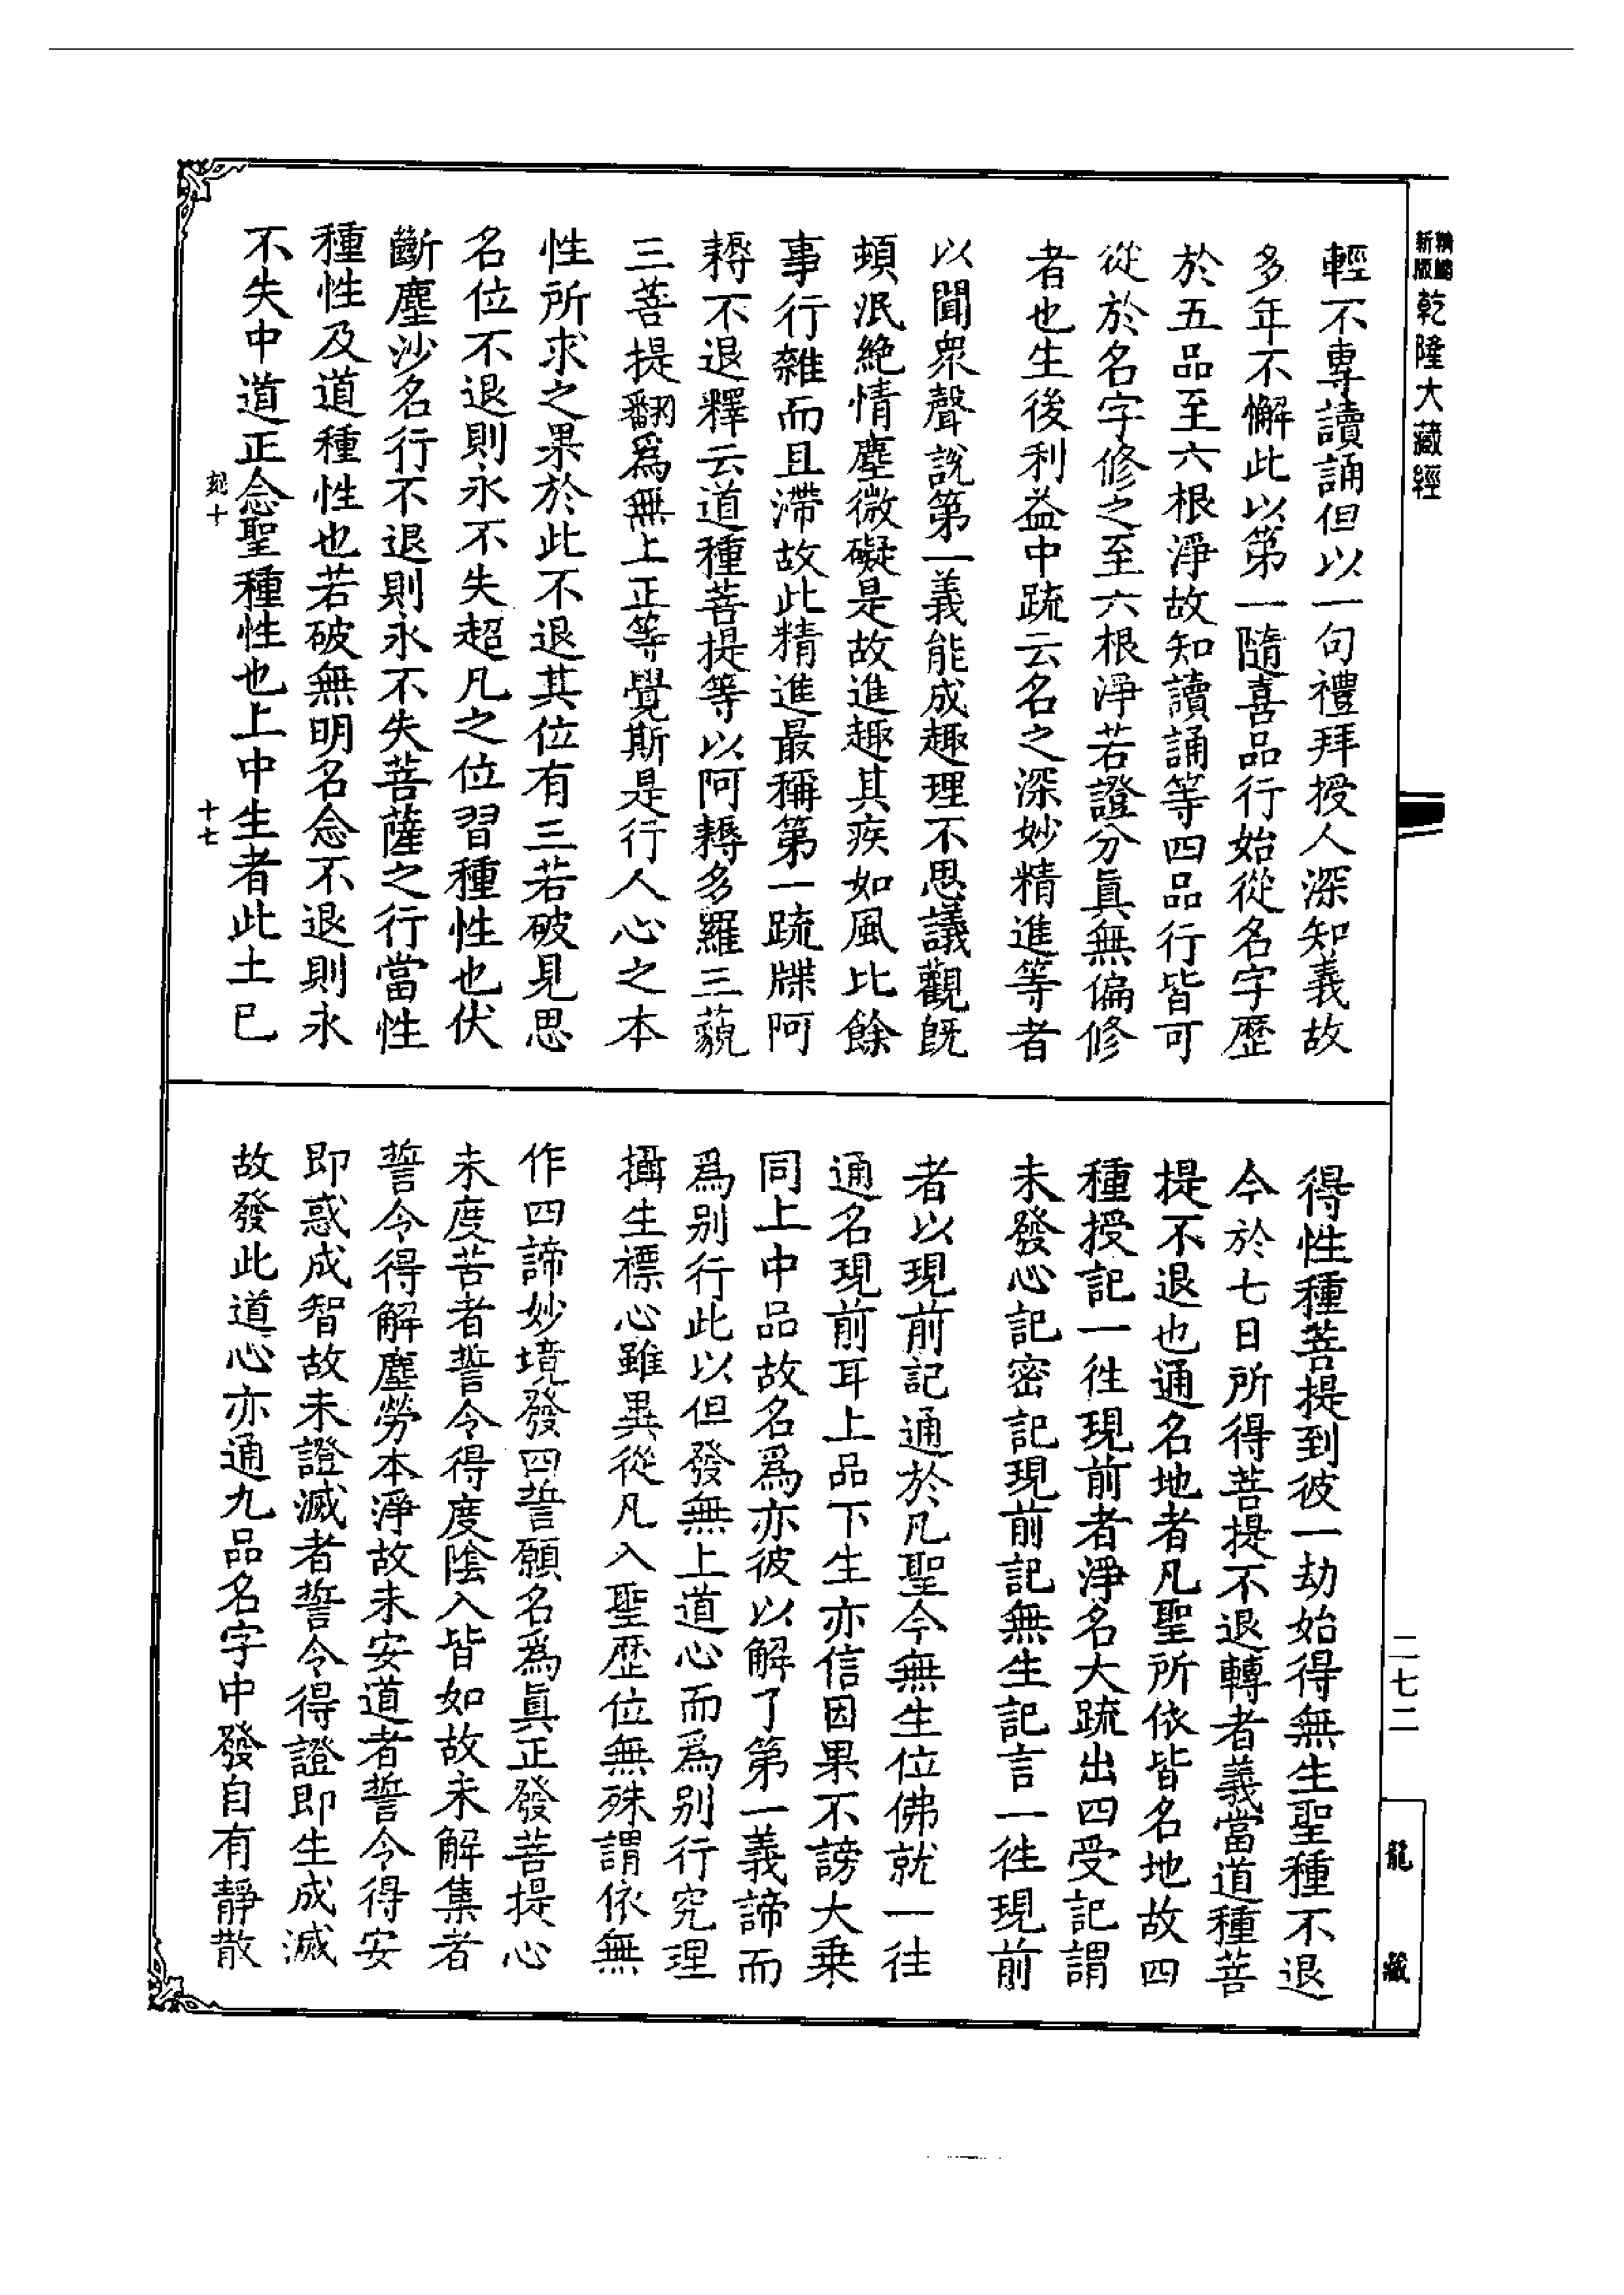 新版精縮 乾隆大藏經
輕不專讀誦但以一句禮拜授人深知義故
多年不懈此以第一隨喜品行始從名字歷
於五品至六根淨故知讀誦等四品行皆可
從於名字修之至六根淨若證分眞無偏修
者也生後利益中䟽云名之深妙精進等者
以聞衆聲說第一義能成趣理不思議觀旣
頓泯絶情塵微礙是故進趣其疾如風比餘
事行雜而且滯故此精進最稱第一䟽牒阿
耨不退釋云道種菩提等以阿耨多羅三藐
三菩提翻爲無上正等覺斯是行人心之本
性所求之果於此不退其位有三若破見思
名位不退則永不失超凡之位習種性也伏
斷塵沙名行不退則永不失菩薩之行當性
種性及道種性也若破無明名念不退則永
不失中道正念聖種性也上中生者此土已
刻十
十七
得性種菩提到彼一劫始得無生聖種不退
今於七日所得菩提不退轉者義當道種菩
提不退也通名地者凡聖所依皆名地故四
種授記一徃現前者淨名大䟽出四受記謂
未發心記密記現前記無生記言一徃現前
者以現前記通於凡聖今無生位佛就一往
通名現前耳上品下生亦信因果不謗大乗
同上中品故名爲亦彼以解了第一義諦而
爲別行此以但發無上道心而爲別行究理
攝生標心雖異從凡入聖歷位無殊謂依無
作四諦妙境發四誓願名爲眞正發菩提心
未度苦者誓令得度隂入皆如故未解集者
誓令得解塵勞本淨故未安道者誓令得安
即惑成智故未證滅者誓令得證即生成滅
故發此道心亦通九品名字中發自有靜散
二七二
龍藏